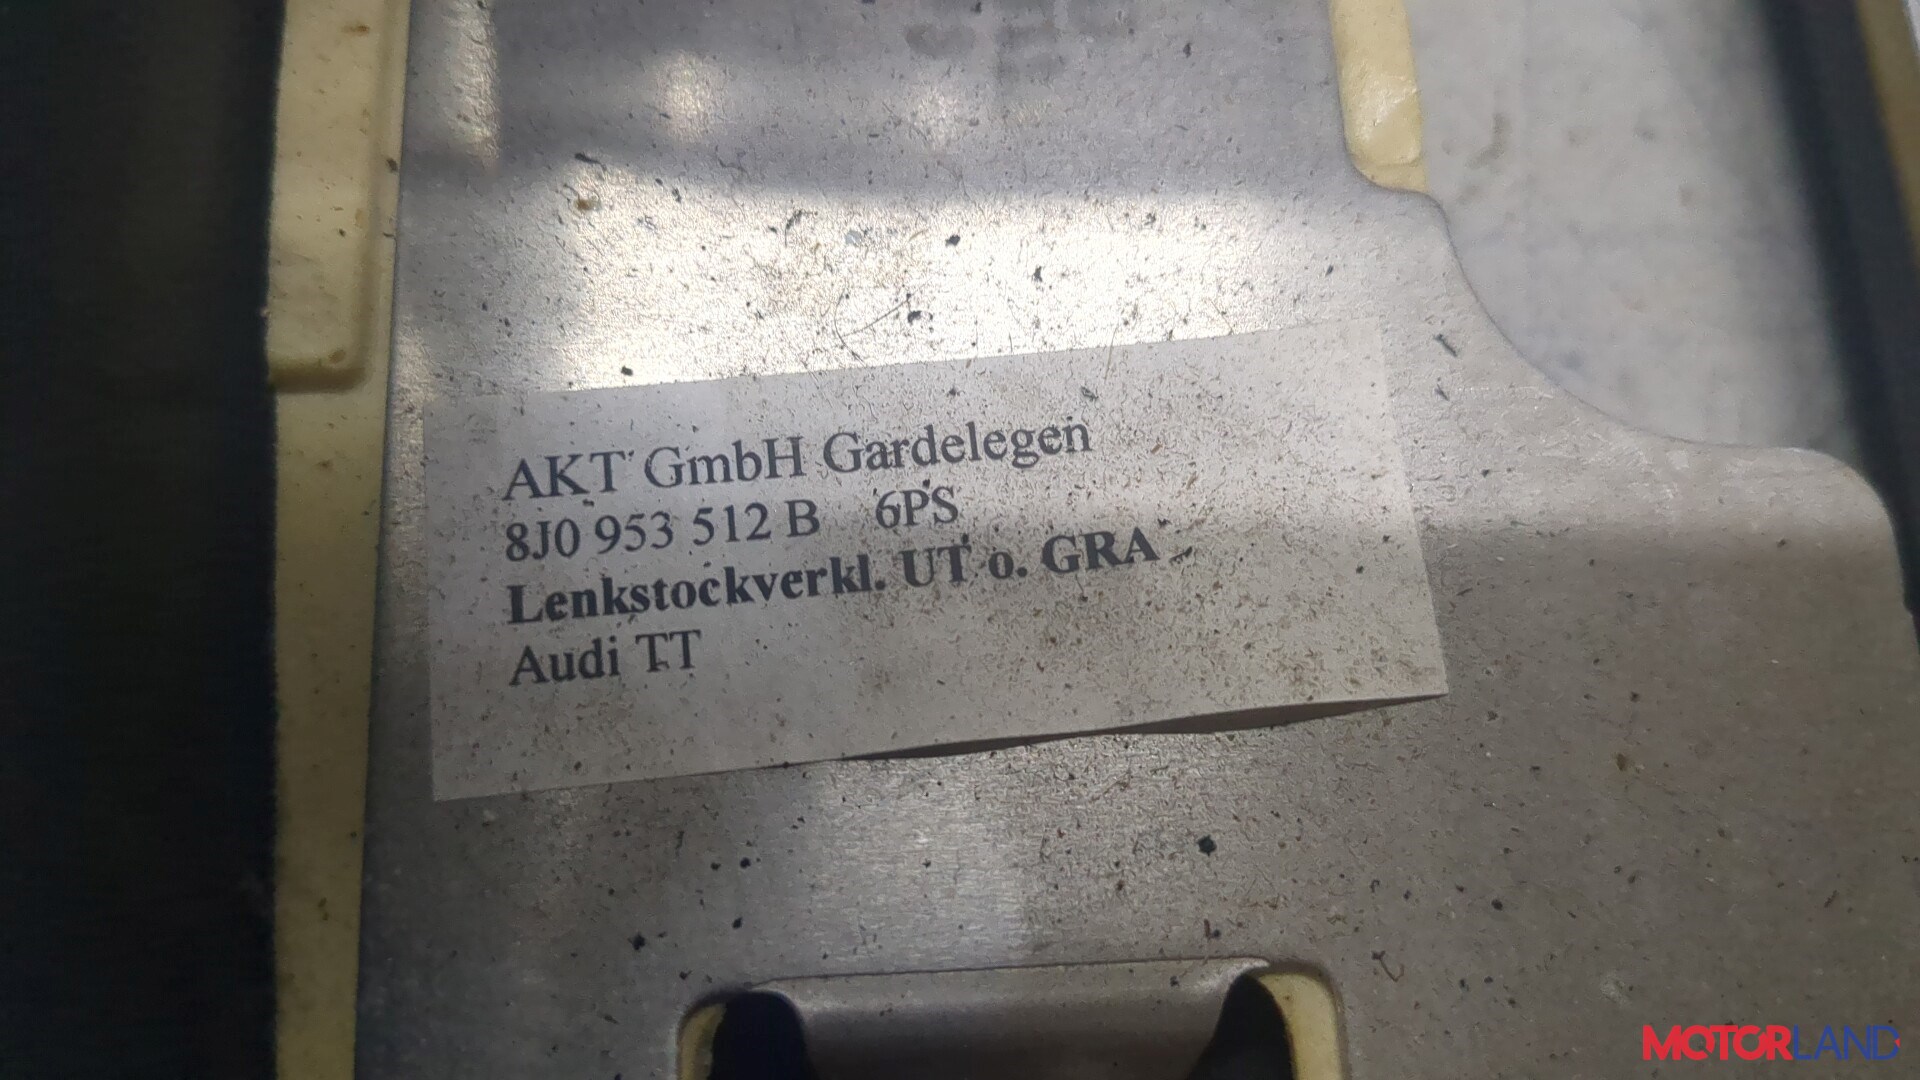 AKT GmbH Gardelegen
8J0 953 512 B 6PS
Lenkstockverkl. UT o. GRA
Audi TT
MOTORLAND